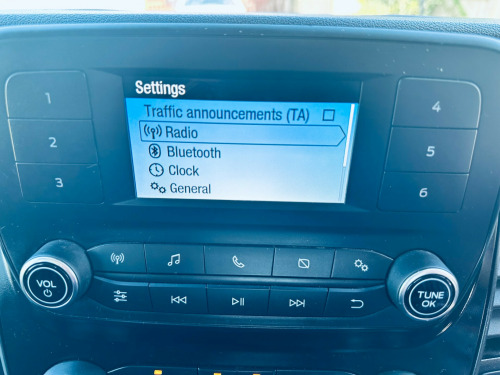 Settings
Traffic announcements (TA)
Radio
Bluetooth
Clock
General
1
2
3
4
5
6
VOL
TUNE
OK